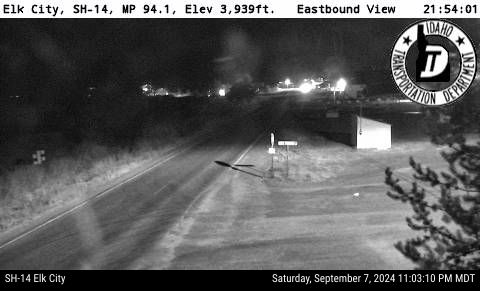 Elk City, SH-14, MP 94.1, Elev 3,939ft. Eastbound View 21:54:01
IDAHO
TRANSPORTATION DEPARTMENT
SH-14 Elk City Saturday, September 7, 2024 11:03:10 PM MDT